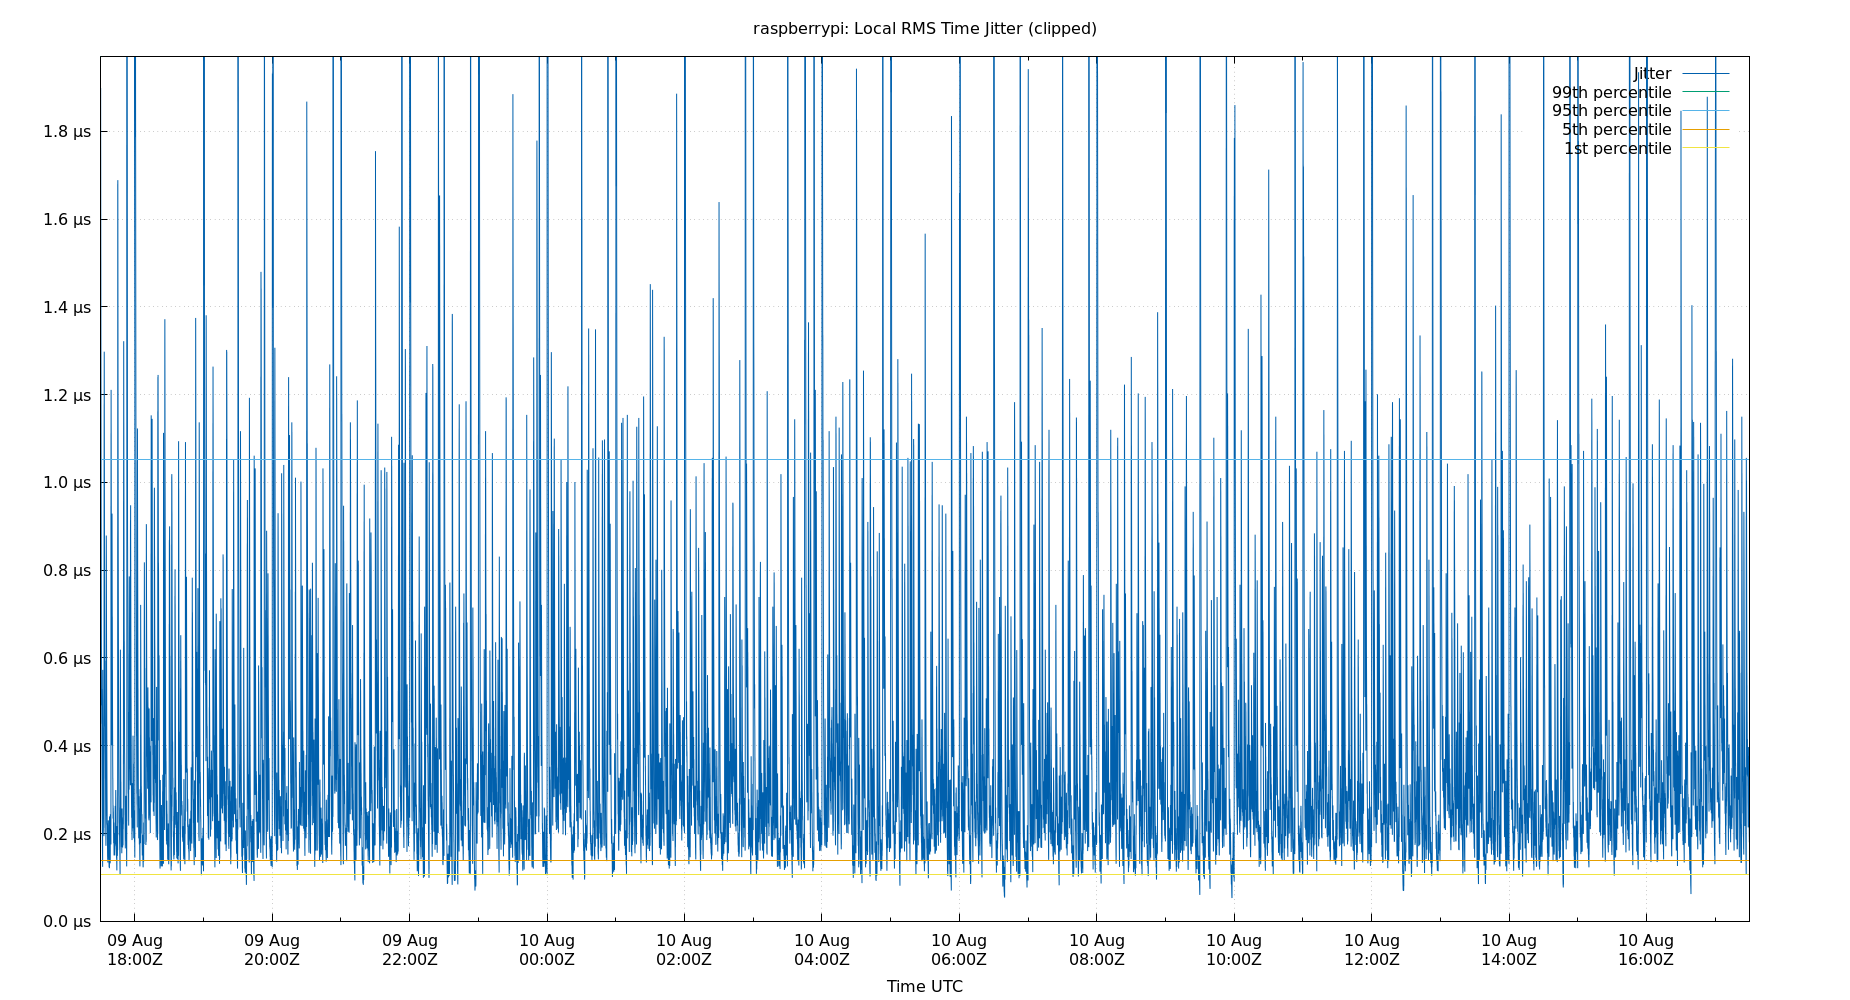 raspberrypi: Local RMS Time Jitter (clipped)
Jitter
99th percentile
95th percentile
5th percentile
1st percentile
1.8 µs
1.6 µs
1.4 µs
1.2 µs
1.0 µs
0.8 µs
0.6 µs
0.4 µs
0.2 µs
0.0 µs
09 Aug 09 Aug 09 Aug 10 Aug 10 Aug 10 Aug 10 Aug 10 Aug 10 Aug 10 Aug 10 Aug 10 Aug
18:00Z 20:00Z 22:00Z 00:00Z 02:00Z 04:00Z 06:00Z 08:00Z 10:00Z 12:00Z 14:00Z 16:00Z
Time UTC